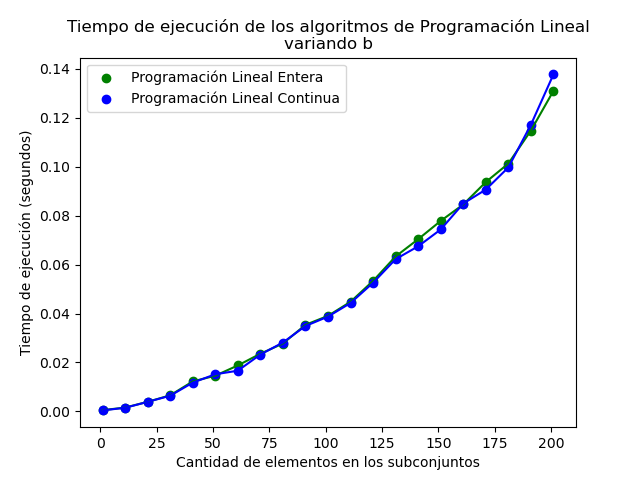 Tiempo de ejecución de los algoritmos de Programación Lineal
variando b
Programación Lineal Entera
Programación Lineal Continua
Tiempo de ejecución (segundos)
0.14
0.12
0.10
0.08
0.06
0.04
0.02
0.00
0 25 50 75 100 125 150 175 200
Cantidad de elementos en los subconjuntos